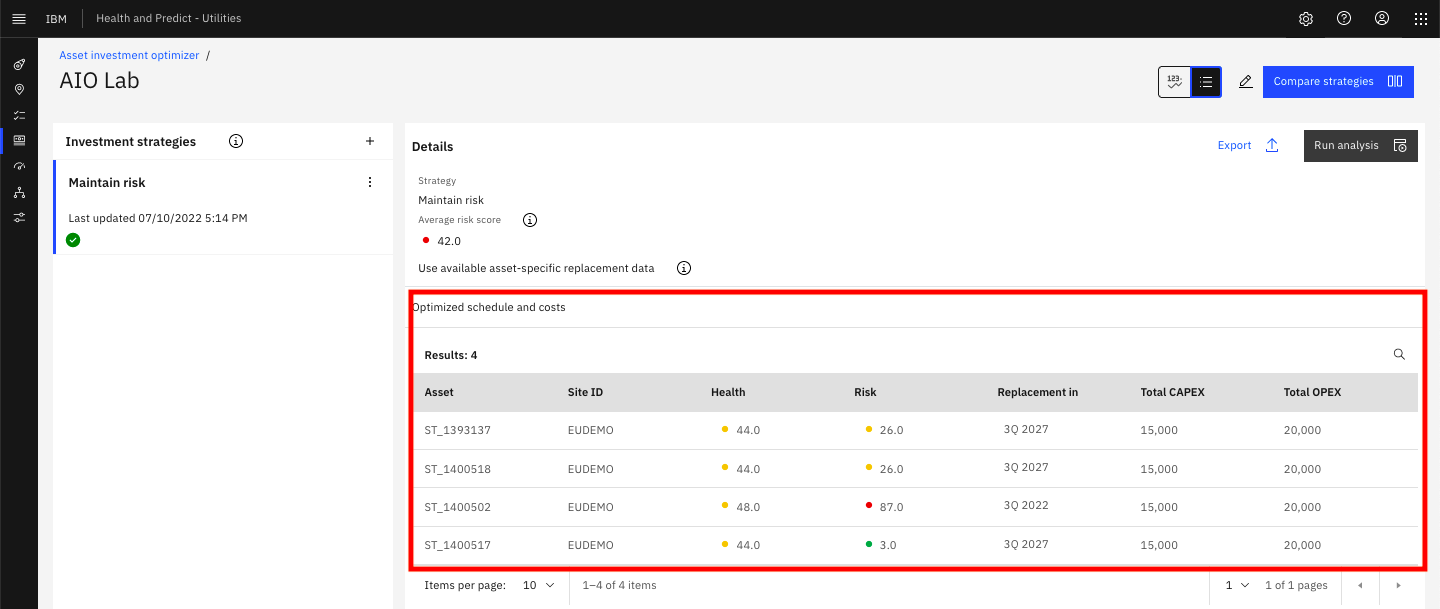 IBM Health and Predict - Utilities
Asset investment optimizer /
AIO Lab
123.
Compare strategies
Investment strategies
Maintain risk
Last updated 07/10/2022 5:14 PM
Details
Export
Run analysis
Strategy
Maintain risk
Average risk score
42.0
Use available asset-specific replacement data
Optimized schedule and costs
Results: 4
Asset Site ID Health Risk Replacement in Total CAPEX Total OPEX
ST_1393137 EUDEMO 44.0 26.0 3Q 2027 15,000 20,000
ST_1400518 EUDEMO 44.0 26.0 3Q 2027 15,000 20,000
ST_1400502 EUDEMO 48.0 87.0 3Q 2022 15,000 20,000
ST_1400517 EUDEMO 44.0 3.0 3Q 2027 15,000 20,000
Items per page: 10 1–4 of 4 items 1 1 of 1 pages